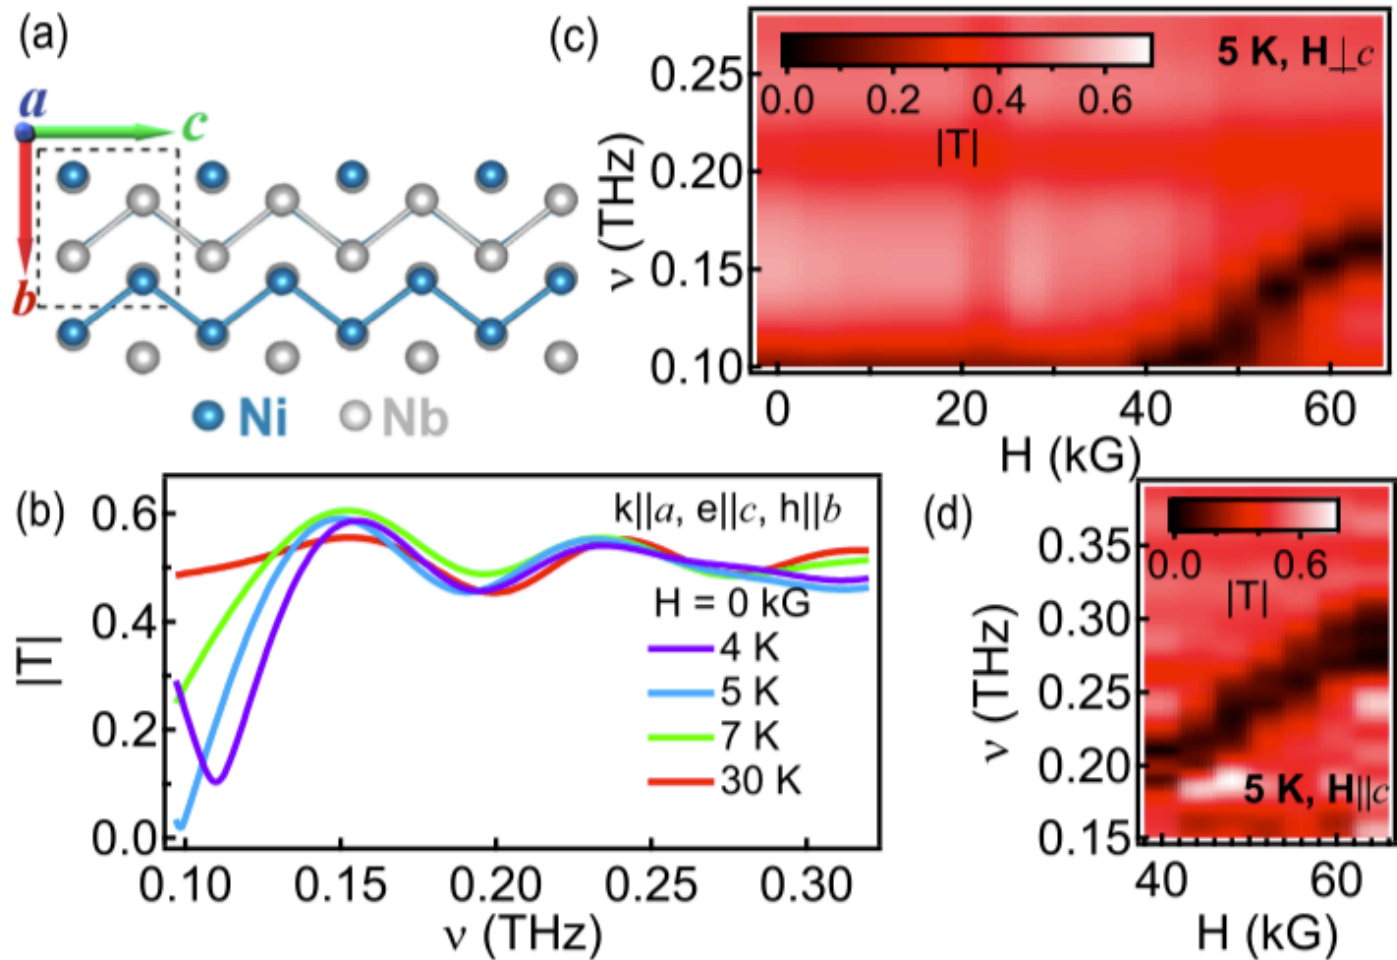 (a)
a
c
b
Ni
Nb
(c)
5 K, H⊥c
0.0
0.2
0.4
0.6
|T|
0.25
0.20
0.15
0.10
ν (THz)
0
20
40
60
H (kG)
(b)
k||a, e||c, h||b
H = 0 kG
4 K
5 K
7 K
30 K
0.6
0.4
0.2
0.0
|T|
0.10
0.15
0.20
0.25
0.30
ν (THz)
(d)
0.0
0.6
|T|
5 K, H||c
0.35
0.30
0.25
0.20
0.15
ν (THz)
40
60
H (kG)